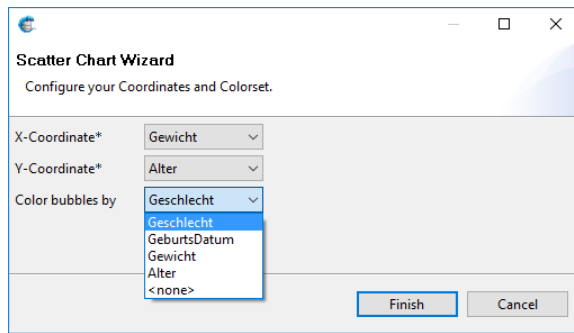 Scatter Chart Wizard
Configure your Coordinates and Colorset.
X-Coordinate* Gewicht
Y-Coordinate* Alter
Color bubbles by Geschlecht
Geschlecht
GeburtsDatum
Gewicht
Alter
<none>
Finish Cancel